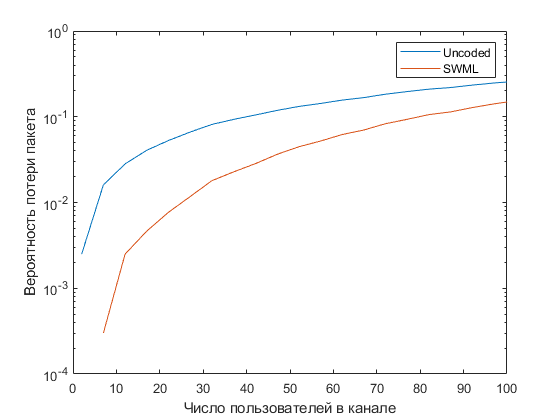 10^0
10^-1
10^-2
10^-3
10^-4
Вероятность потери пакета
Uncoded
SWML
0 10 20 30 40 50 60 70 80 90 100
Число пользователей в канале